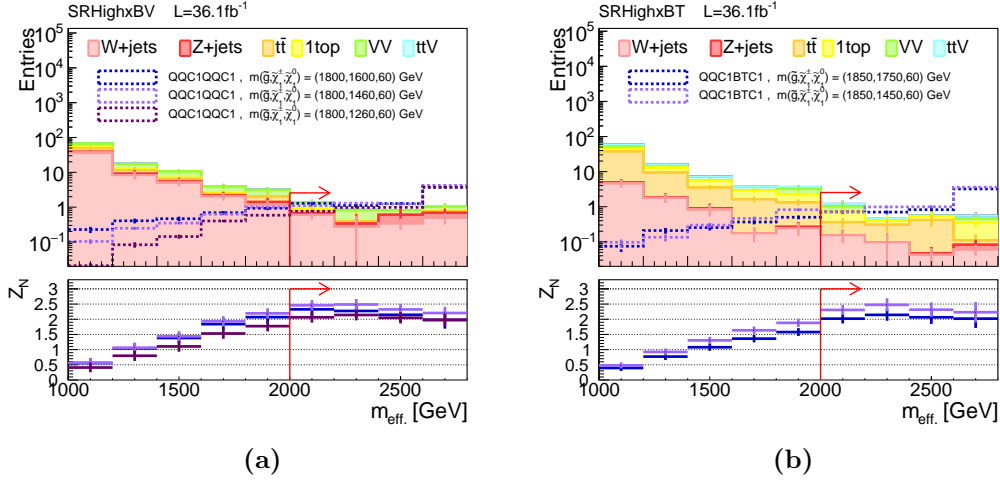 SRHighxBV L=36.1fb⁻¹
Entries
W+jets Z+jets tt̄ 1top VV ttV
QQC1QQC1 , m(g̃,χ̃₁±,χ̃₁⁰) = (1800,1600,60) GeV
QQC1QQC1 , m(g̃,χ̃₁±,χ̃₁⁰) = (1800,1460,60) GeV
QQC1QQC1 , m(g̃,χ̃₁±,χ̃₁⁰) = (1800,1260,60) GeV
10⁵
10⁴
10³
10²
10
1
10⁻¹
Z_N
3
2.5
2
1.5
1
0.5
0
1000 1500 2000 2500
m_eff. [GeV]
(a)
SRHighxBT L=36.1fb⁻¹
Entries
W+jets Z+jets tt̄ 1top VV ttV
QQC1BTC1 , m(g̃,χ̃₁±,χ̃₁⁰) = (1850,1750,60) GeV
QQC1BTC1 , m(g̃,χ̃₁±,χ̃₁⁰) = (1850,1450,60) GeV
10⁵
10⁴
10³
10²
10
1
10⁻¹
Z_N
3
2.5
2
1.5
1
0.5
0
1000 1500 2000 2500
m_eff. [GeV]
(b)